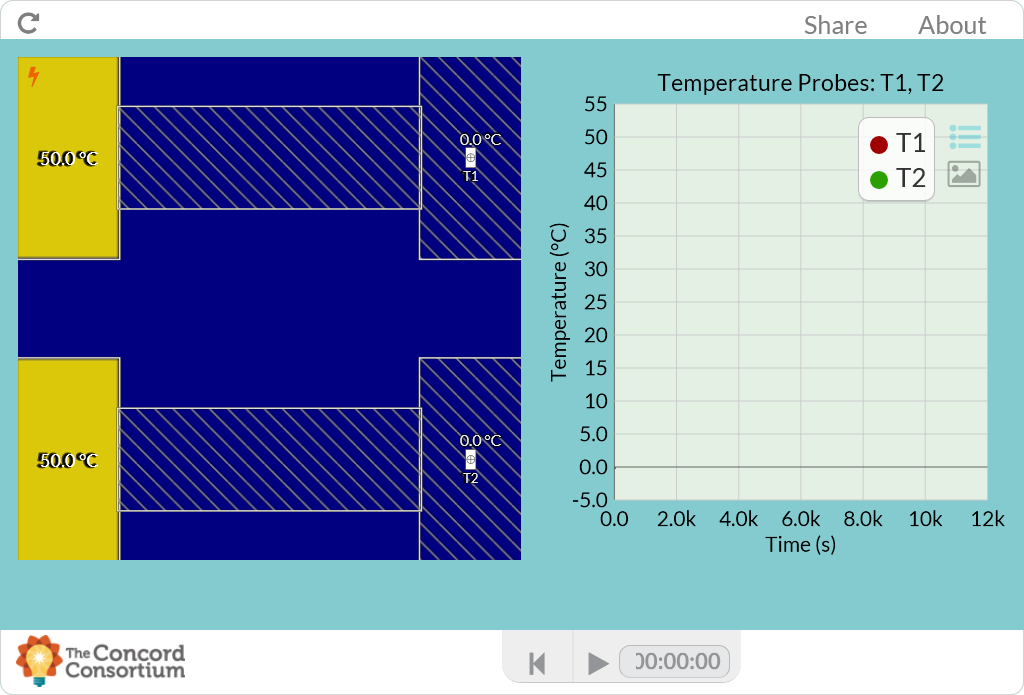 Share About
50.0 °C
0.0 °C
T1
50.0 °C
0.0 °C
T2
Temperature Probes: T1, T2
55
50
45
40
35
30
25
20
15
10
5.0
0.0
-5.0
Temperature (°C)
T1
T2
0.0 2.0k 4.0k 6.0k 8.0k 10k 12k
Time (s)
The Concord
Consortium
00:00:00